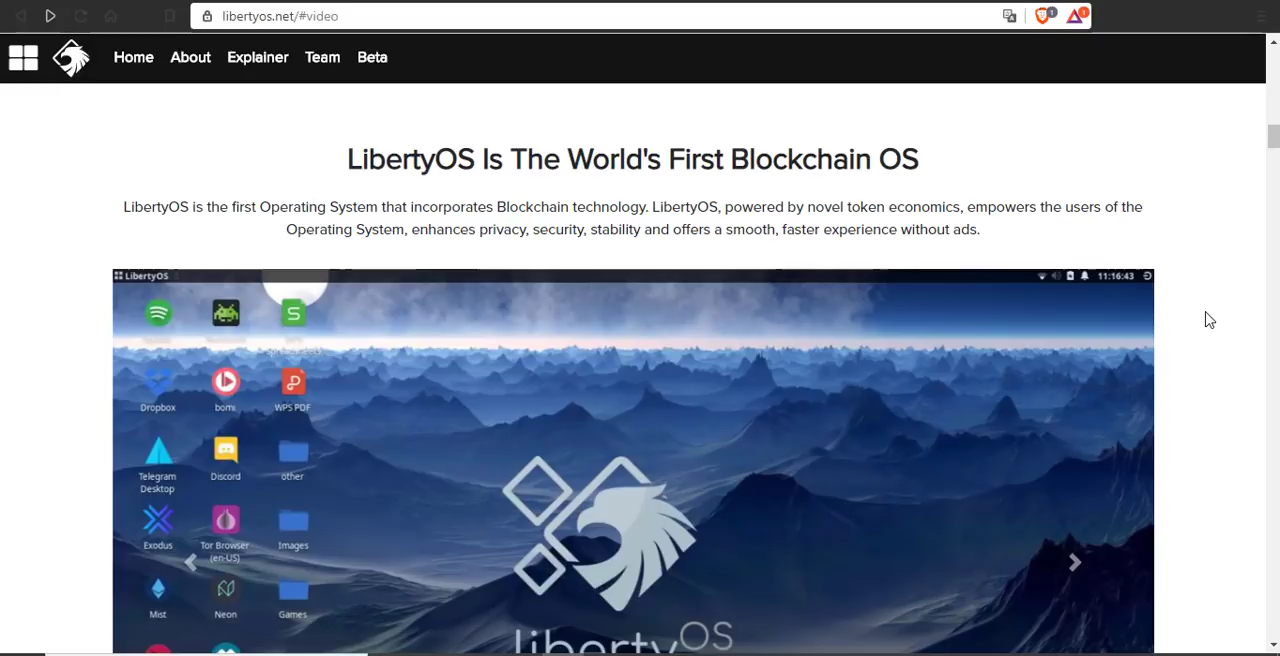 libertyos.net/#video
1
1
Home About Explainer Team Beta
LibertyOS Is The World's First Blockchain OS
LibertyOS is the first Operating System that incorporates Blockchain technology. LibertyOS, powered by novel token economics, empowers the users of the
Operating System, enhances privacy, security, stability and offers a smooth, faster experience without ads.
LibertyOS
11:16:43
S
Dropbox bomi WPS PDF
Telegram
Desktop
Discord other
Exodus Tor Browser
(en-US)
Images
Mist Neon Games
libertyOS